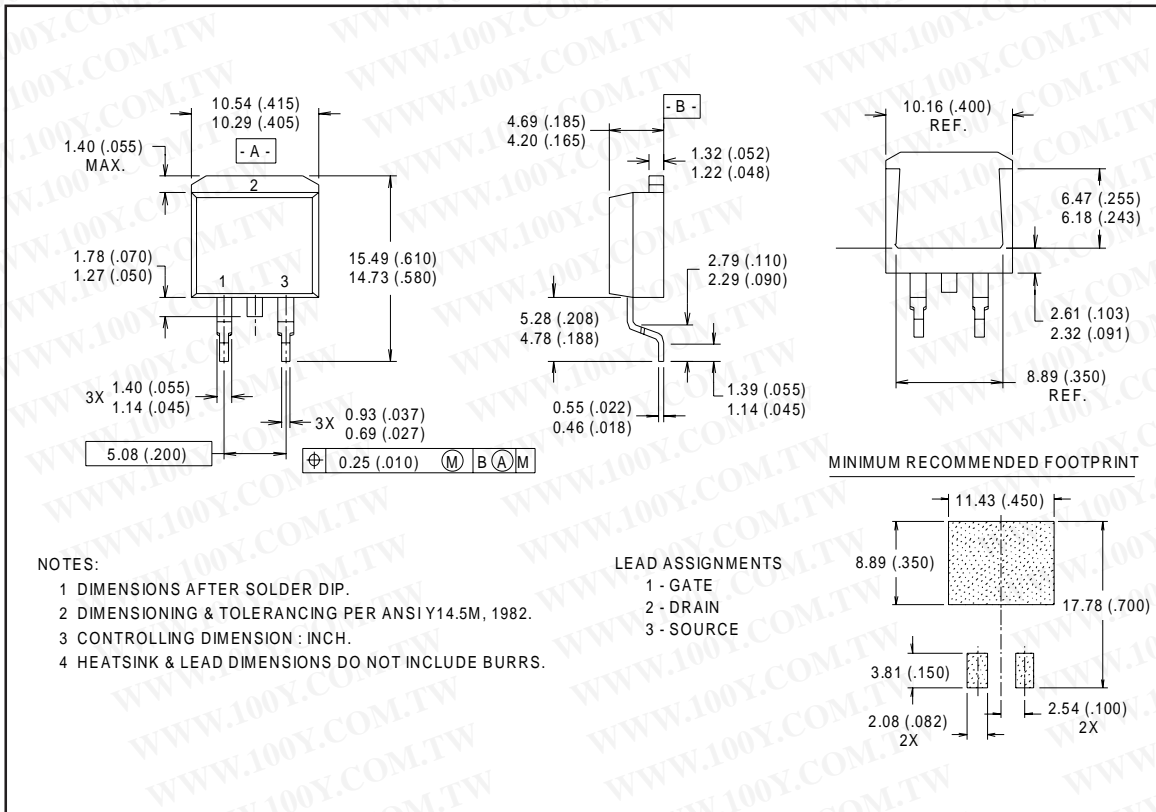 10.54 (.415)
10.29 (.405)
- A -
1.40 (.055)
MAX.
2
1.78 (.070)
1.27 (.050)
15.49 (.610)
14.73 (.580)
1
3
3X
1.40 (.055)
1.14 (.045)
3X
0.93 (.037)
0.69 (.027)
5.08 (.200)
⌖ 0.25 (.010) Ⓜ B Ⓐ M
- B -
4.69 (.185)
4.20 (.165)
1.32 (.052)
1.22 (.048)
2.79 (.110)
2.29 (.090)
5.28 (.208)
4.78 (.188)
1.39 (.055)
1.14 (.045)
0.55 (.022)
0.46 (.018)
10.16 (.400)
REF.
6.47 (.255)
6.18 (.243)
2.61 (.103)
2.32 (.091)
8.89 (.350)
REF.
MINIMUM RECOMMENDED FOOTPRINT
11.43 (.450)
8.89 (.350)
17.78 (.700)
3.81 (.150)
2.08 (.082)
2X
2.54 (.100)
2X
NOTES:
1 DIMENSIONS AFTER SOLDER DIP.
2 DIMENSIONING & TOLERANCING PER ANSI Y14.5M, 1982.
3 CONTROLLING DIMENSION : INCH.
4 HEATSINK & LEAD DIMENSIONS DO NOT INCLUDE BURRS.
LEAD ASSIGNMENTS
1 - GATE
2 - DRAIN
3 - SOURCE
WWW.100Y.COM.TW